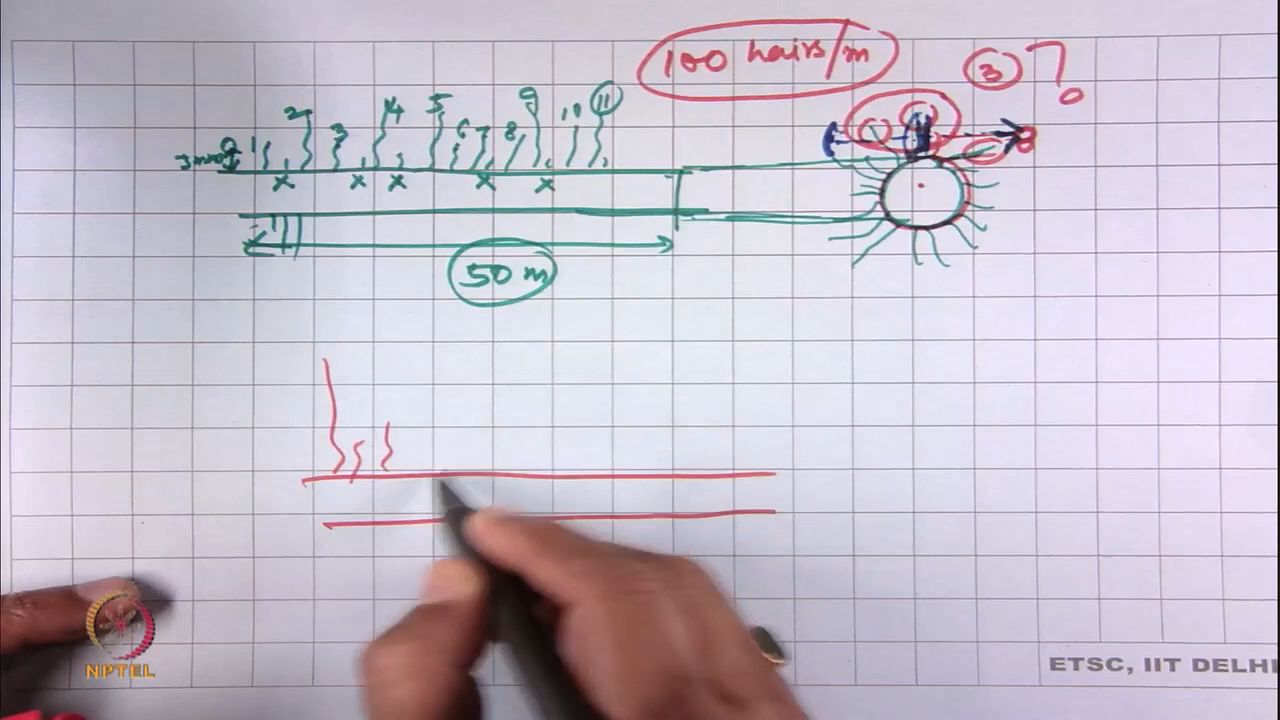 100 hairs/m
3
?
1 2 3 4 5 6 7 8 9 10 11
3mm
x x x x x
50 m
NPTEL
ETSC, IIT DELHI